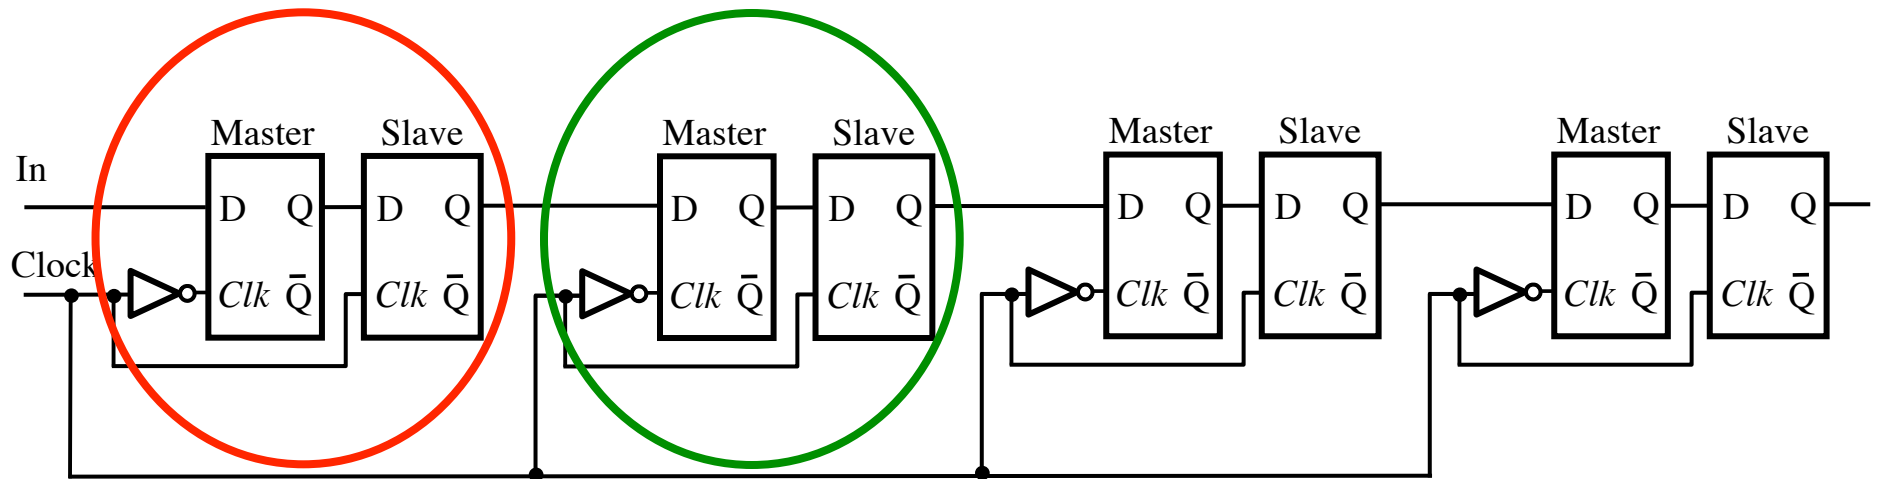 Master Slave Master Slave Master Slave Master Slave
In
D Q D Q D Q D Q D Q D Q D Q D Q
Clock
Clk Q̄ Clk Q̄ Clk Q̄ Clk Q̄ Clk Q̄ Clk Q̄ Clk Q̄ Clk Q̄